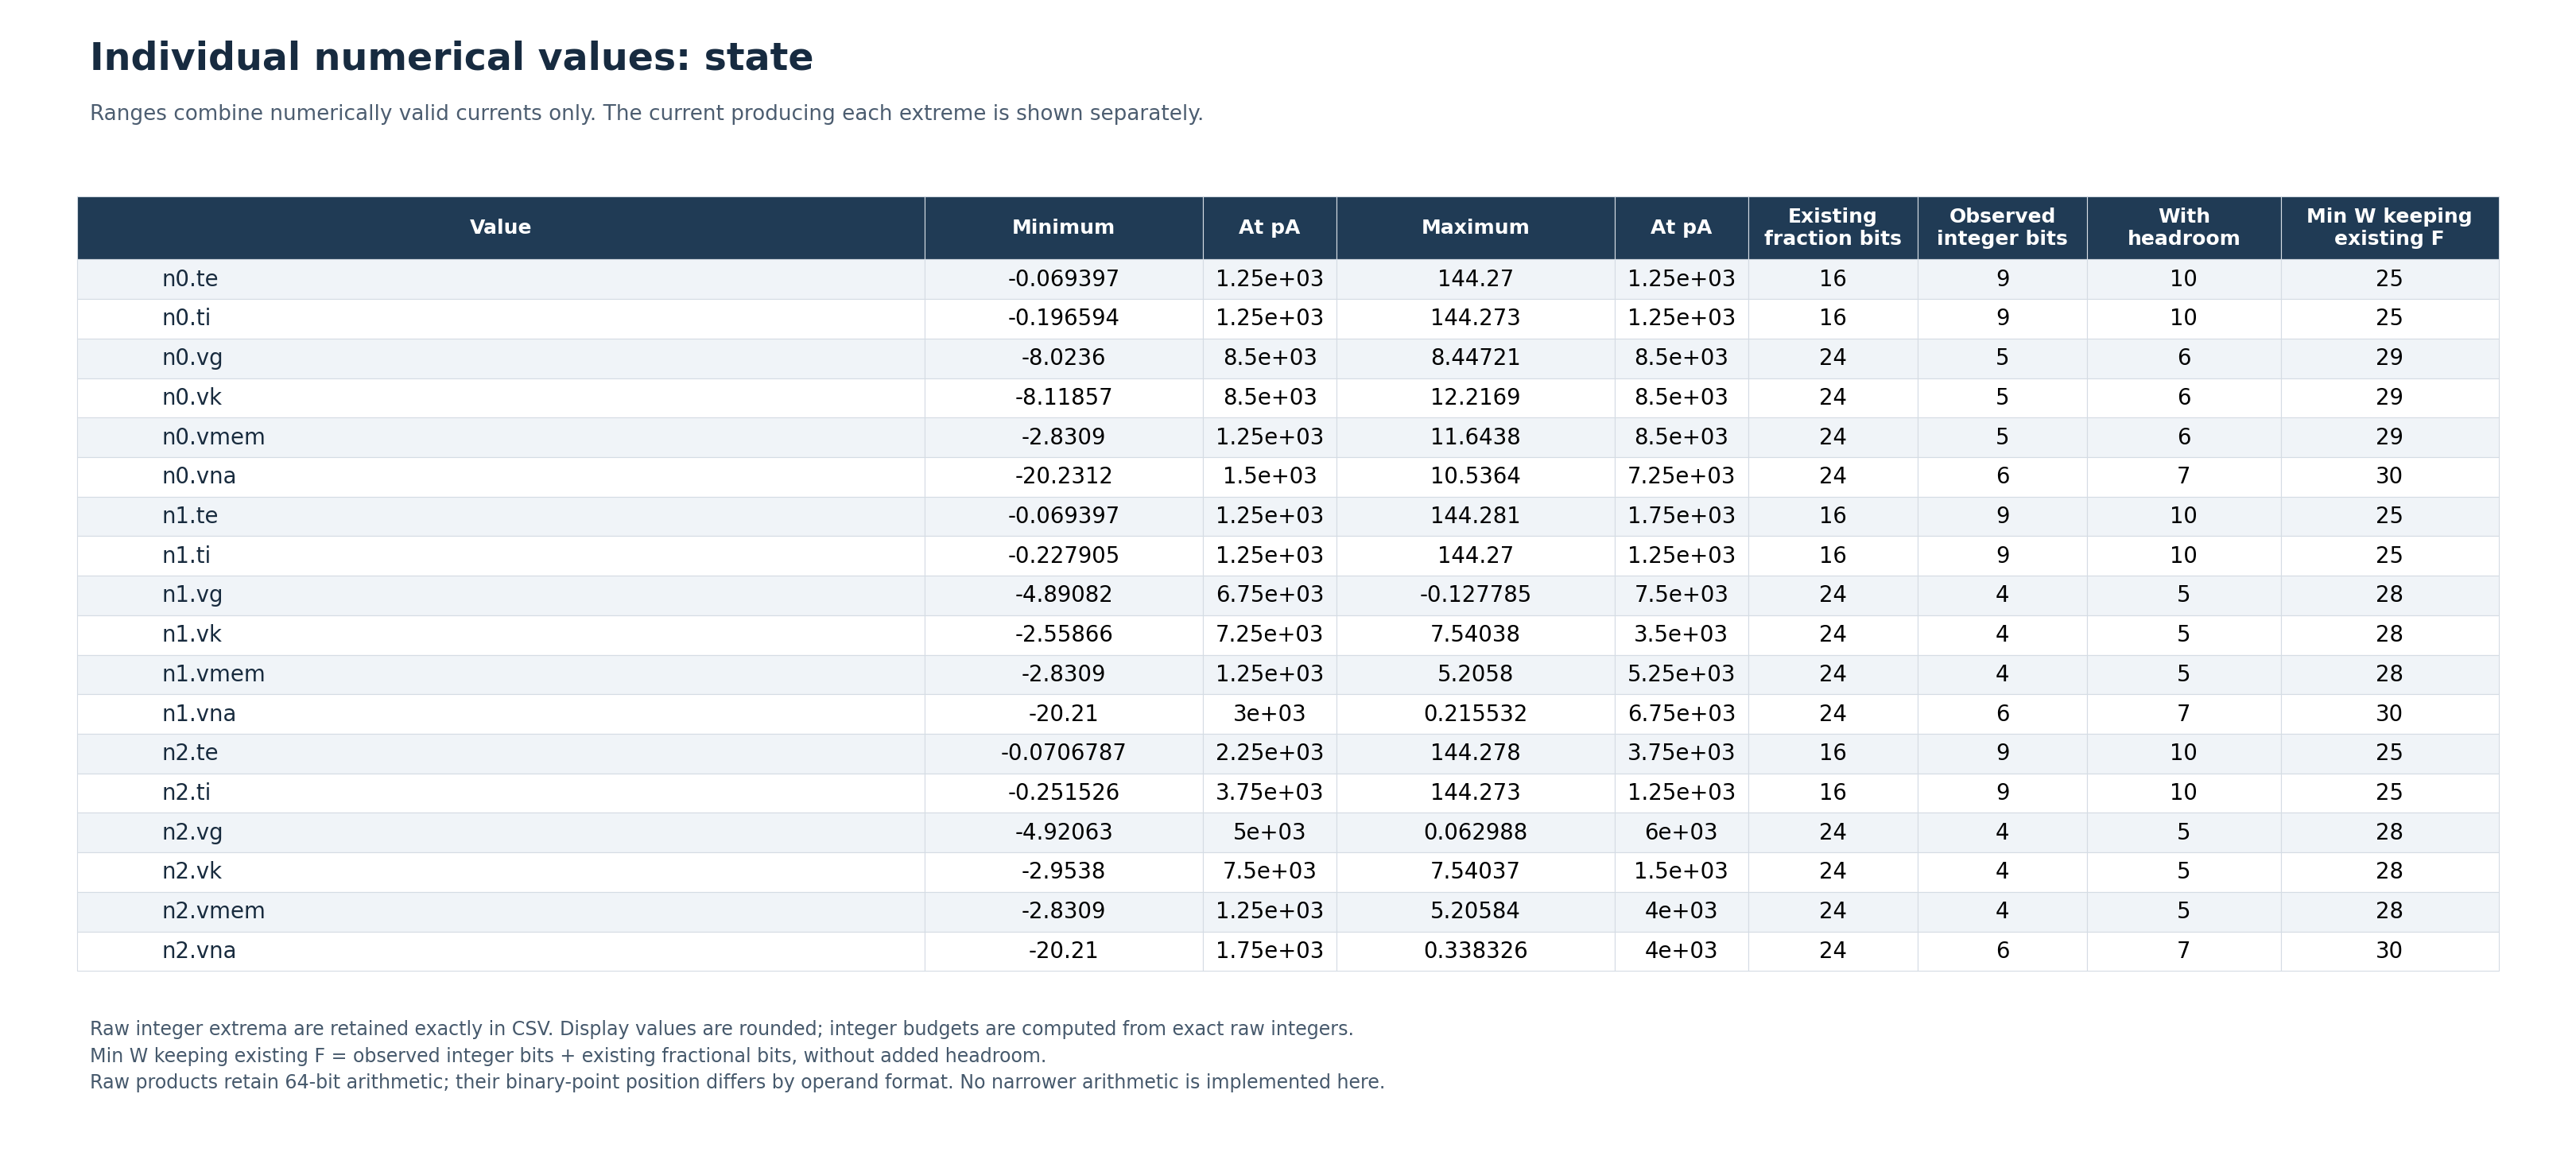 Individual numerical values: state
Ranges combine numerically valid currents only. The current producing each extreme is shown separately.
Value Minimum At pA Maximum At pA Existing fraction bits Observed integer bits With headroom Min W keeping existing F
n0.te -0.069397 1.25e+03 144.27 1.25e+03 16 9 10 25
n0.ti -0.196594 1.25e+03 144.273 1.25e+03 16 9 10 25
n0.vg -8.0236 8.5e+03 8.44721 8.5e+03 24 5 6 29
n0.vk -8.11857 8.5e+03 12.2169 8.5e+03 24 5 6 29
n0.vmem -2.8309 1.25e+03 11.6438 8.5e+03 24 5 6 29
n0.vna -20.2312 1.5e+03 10.5364 7.25e+03 24 6 7 30
n1.te -0.069397 1.25e+03 144.281 1.75e+03 16 9 10 25
n1.ti -0.227905 1.25e+03 144.27 1.25e+03 16 9 10 25
n1.vg -4.89082 6.75e+03 -0.127785 7.5e+03 24 4 5 28
n1.vk -2.55866 7.25e+03 7.54038 3.5e+03 24 4 5 28
n1.vmem -2.8309 1.25e+03 5.2058 5.25e+03 24 4 5 28
n1.vna -20.21 3e+03 0.215532 6.75e+03 24 6 7 30
n2.te -0.0706787 2.25e+03 144.278 3.75e+03 16 9 10 25
n2.ti -0.251526 3.75e+03 144.273 1.25e+03 16 9 10 25
n2.vg -4.92063 5e+03 0.062988 6e+03 24 4 5 28
n2.vk -2.9538 7.5e+03 7.54037 1.5e+03 24 4 5 28
n2.vmem -2.8309 1.25e+03 5.20584 4e+03 24 4 5 28
n2.vna -20.21 1.75e+03 0.338326 4e+03 24 6 7 30
Raw integer extrema are retained exactly in CSV. Display values are rounded; integer budgets are computed from exact raw integers.
Min W keeping existing F = observed integer bits + existing fractional bits, without added headroom.
Raw products retain 64-bit arithmetic; their binary-point position differs by operand format. No narrower arithmetic is implemented here.